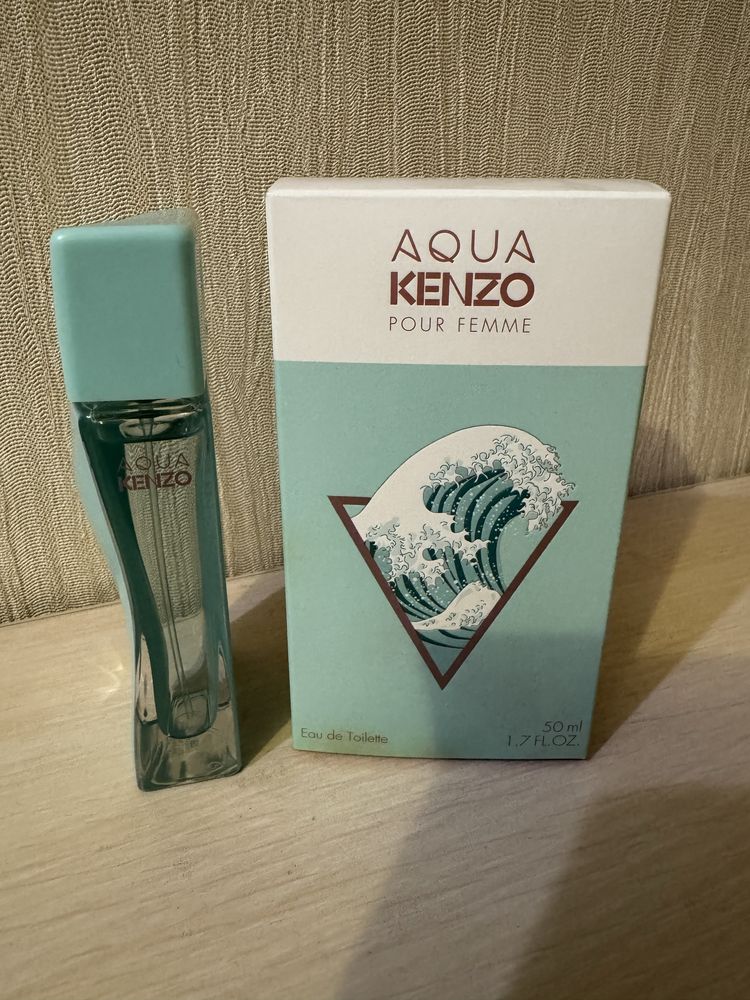 AQUA
KENZO
POUR FEMME
Eau de Toilette
50 ml
1.7 FL.OZ.
AQUA
KENZO